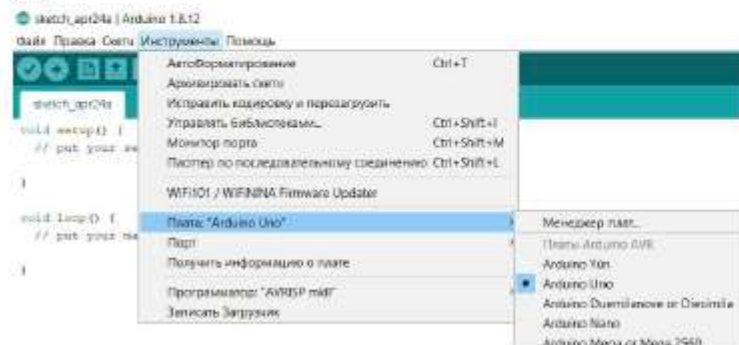 sketch_apr24a | Arduino 1.8.12
Файл Правка Скетч Инструменты Помощь
АвтоФорматирование Ctrl+T
Архивировать скетч
Исправить кодировку и перезагрузить
Управлять библиотеками... Ctrl+Shift+I
Монитор порта Ctrl+Shift+M
Плоттер по последовательному соединению Ctrl+Shift+L
WiFi101 / WiFiNINA Firmware Updater
Плата: "Arduino Uno"
Порт
Получить информацию о плате
Программатор: "AVRISP mkII"
Записать Загрузчик
sketch_apr24a
void setup() {
// put your se
}
void loop() {
// put your ma
}
Менеджер плат...
Платы Arduino AVR
Arduino Yún
Arduino Uno
Arduino Duemilanove or Diecimila
Arduino Nano
Arduino Mega or Mega 2560